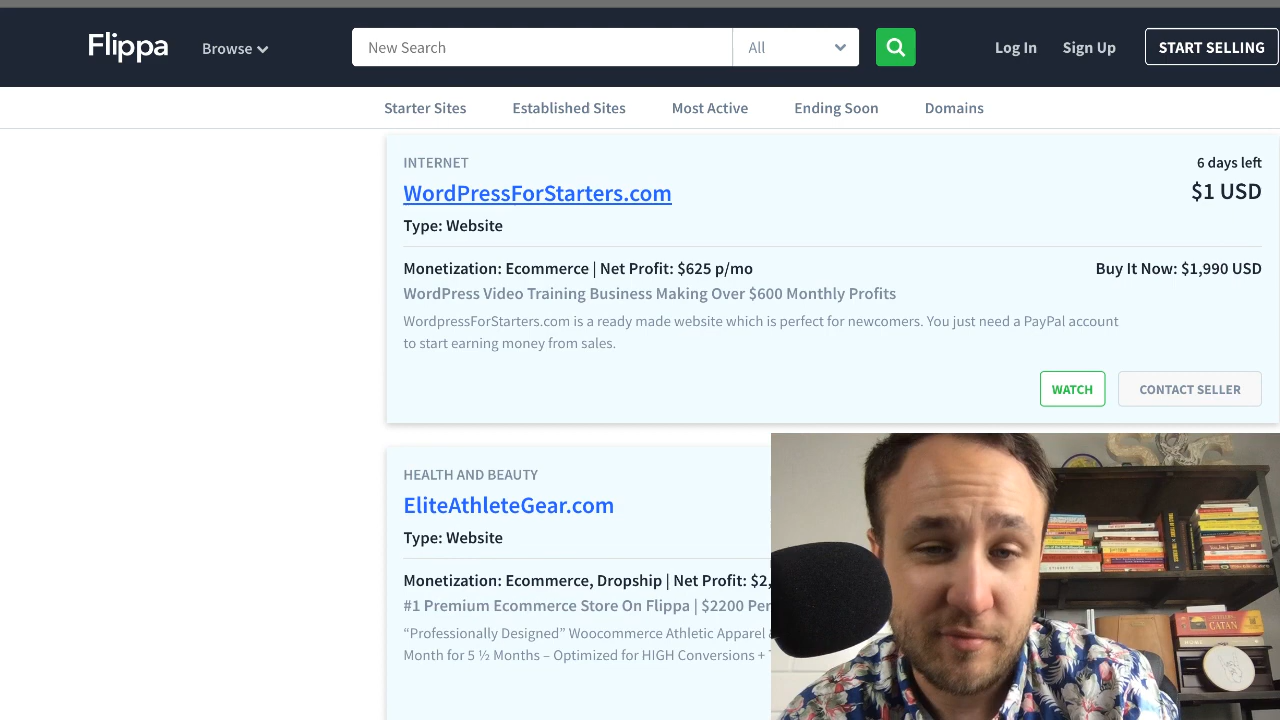 Flippa
Browse
New Search
All
Log In
Sign Up
START SELLING
Starter Sites
Established Sites
Most Active
Ending Soon
Domains
INTERNET
6 days left
WordPressForStarters.com
$1 USD
Type: Website
Monetization: Ecommerce | Net Profit: $625 p/mo
Buy It Now: $1,990 USD
WordPress Video Training Business Making Over $600 Monthly Profits
WordpressForStarters.com is a ready made website which is perfect for newcomers. You just need a PayPal account
to start earning money from sales.
WATCH
CONTACT SELLER
HEALTH AND BEAUTY
EliteAthleteGear.com
Type: Website
Monetization: Ecommerce, Dropship | Net Profit: $2,
#1 Premium Ecommerce Store On Flippa | $2200 Per
“Professionally Designed” Woocommerce Athletic Apparel
Month for 5 ½ Months – Optimized for HIGH Conversions +
CATAN